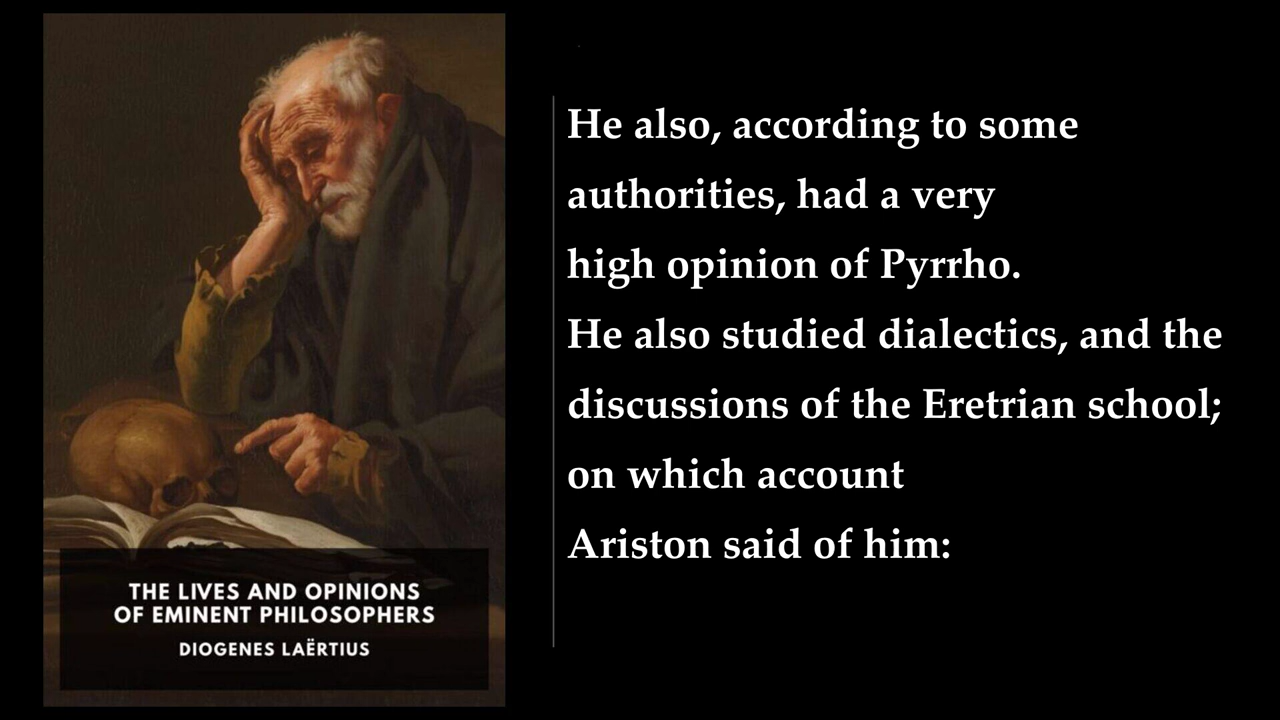 THE LIVES AND OPINIONS
OF EMINENT PHILOSOPHERS
DIOGENES LAËRTIUS
He also, according to some
authorities, had a very
high opinion of Pyrrho.
He also studied dialectics, and the
discussions of the Eretrian school;
on which account
Ariston said of him: